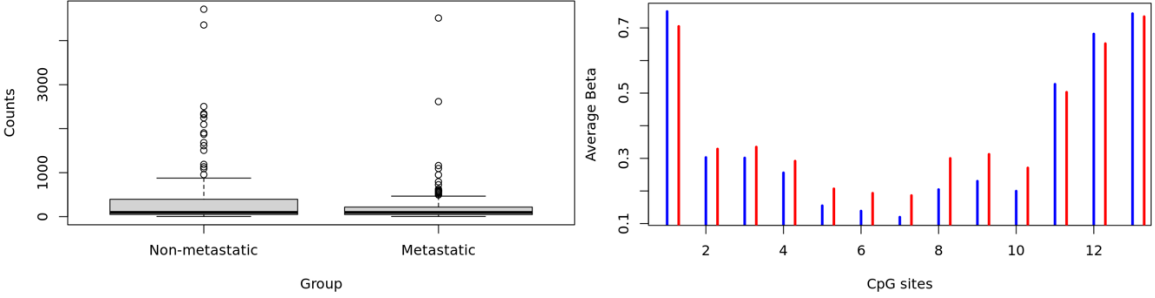 Counts
3000
1000
0
Non-metastatic
Metastatic
Group
Average Beta
0.7
0.5
0.3
0.1
2 4 6 8 10 12
CpG sites